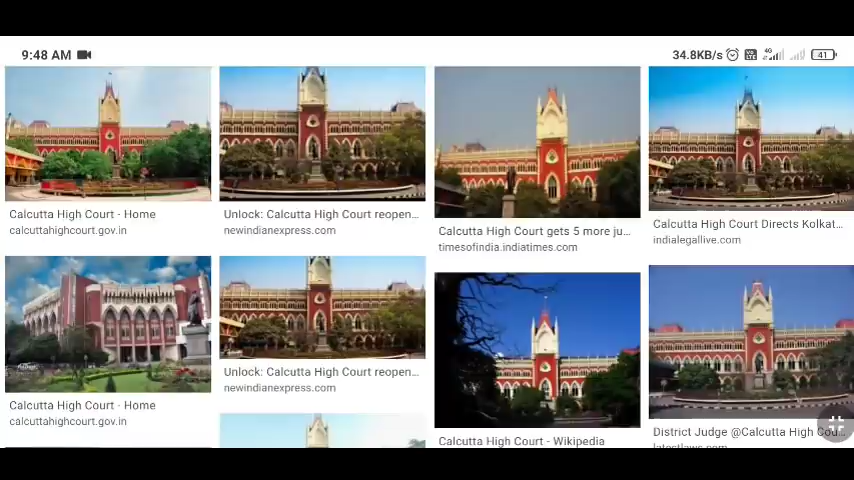 9:48 AM
34.8KB/s 4G 41
Calcutta High Court - Home
calcuttahighcourt.gov.in
Unlock: Calcutta High Court reopen...
newindianexpress.com
Calcutta High Court gets 5 more ju...
timesofindia.indiatimes.com
Calcutta High Court Directs Kolkat...
indialegallive.com
Calcutta High Court - Home
calcuttahighcourt.gov.in
Unlock: Calcutta High Court reopen...
newindianexpress.com
Calcutta High Court - Wikipedia
District Judge @Calcutta High Cou...
latestlaws.com